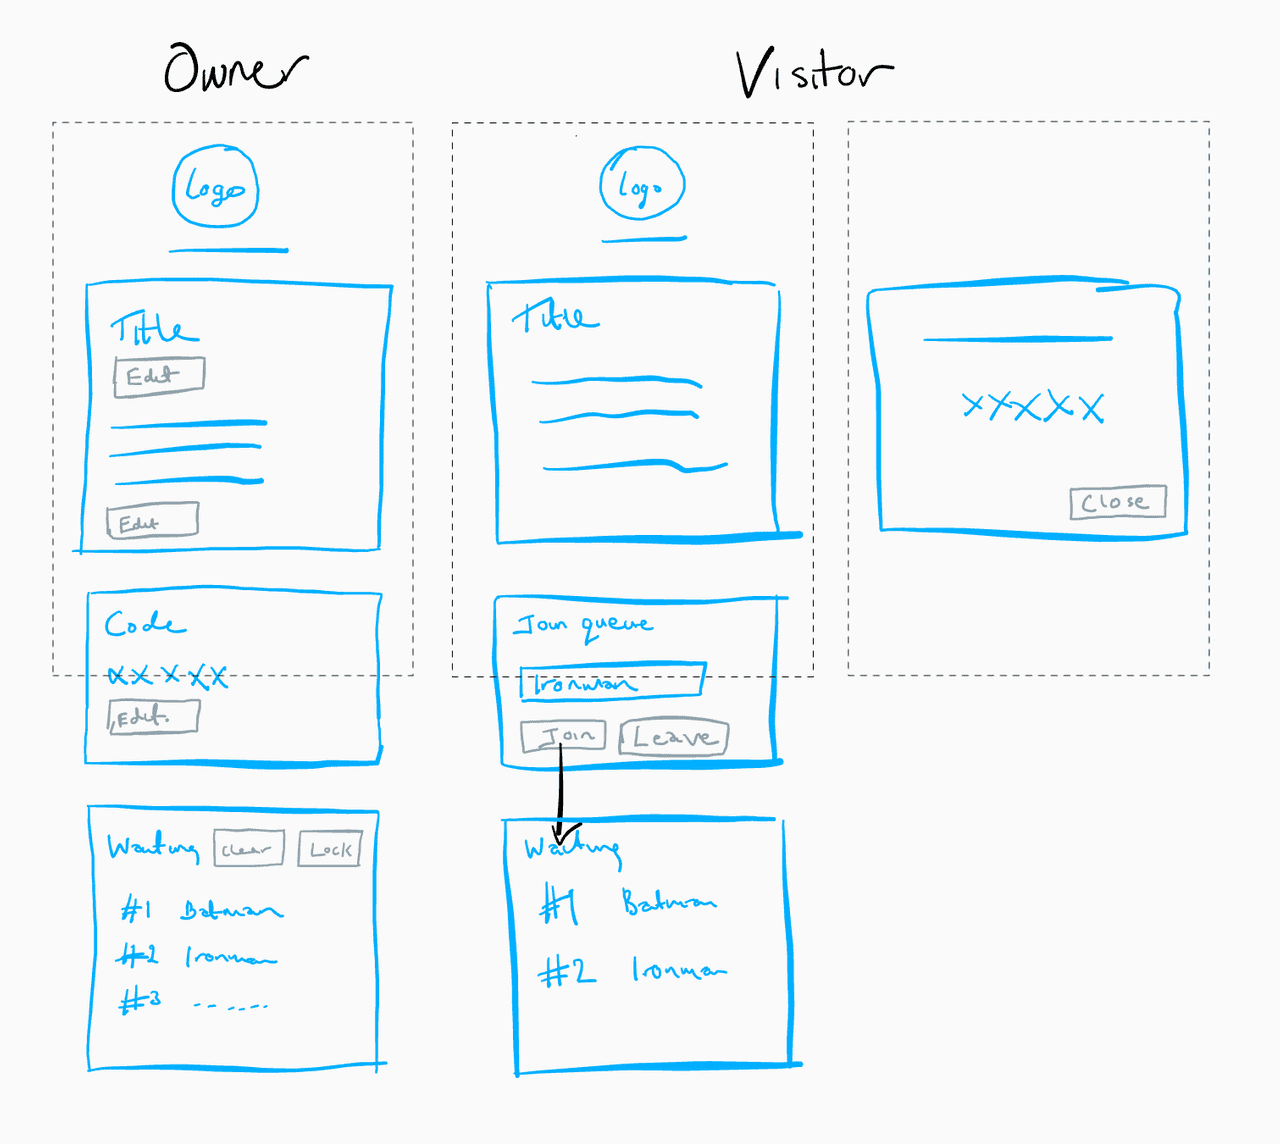 Owner
Logo
Title
Edit
Edit
Code
xxxxx
Edit.
Waiting Clear Lock
#1 Batman
#2 Ironman
#3 - - - - - -
Visitor
Logo
Title
Join queue
Ironman
Join Leave
Waiting
#1 Batman
#2 Ironman
xxxxx
Close